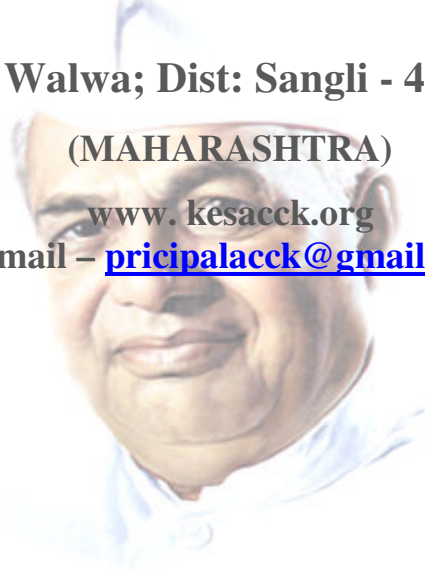 Walwa; Dist: Sangli - 4
(MAHARASHTRA)
www. kesacck.org
mail – pricipalacck@gmail